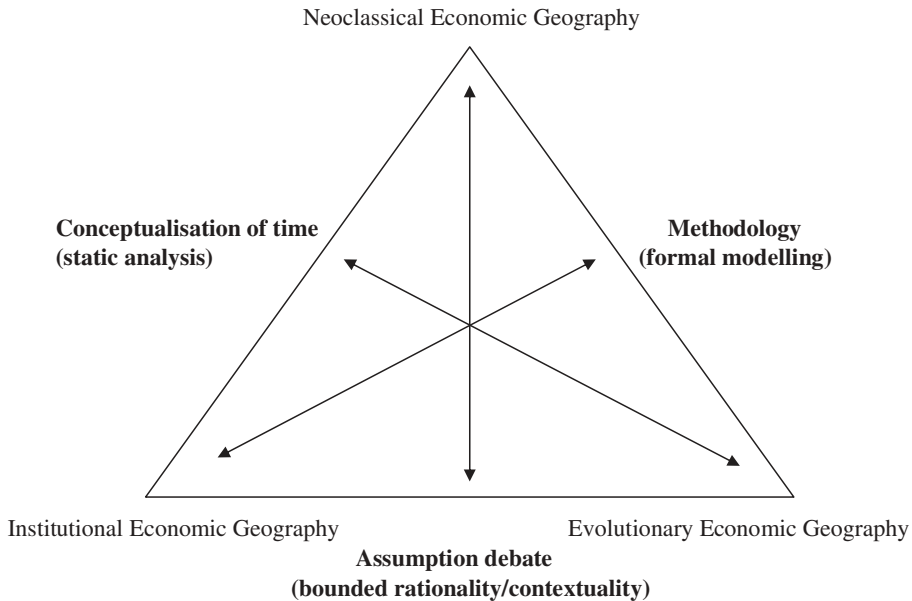 Neoclassical Economic Geography
Conceptualisation of time
(static analysis)
Methodology
(formal modelling)
Institutional Economic Geography
Evolutionary Economic Geography
Assumption debate
(bounded rationality/contextuality)